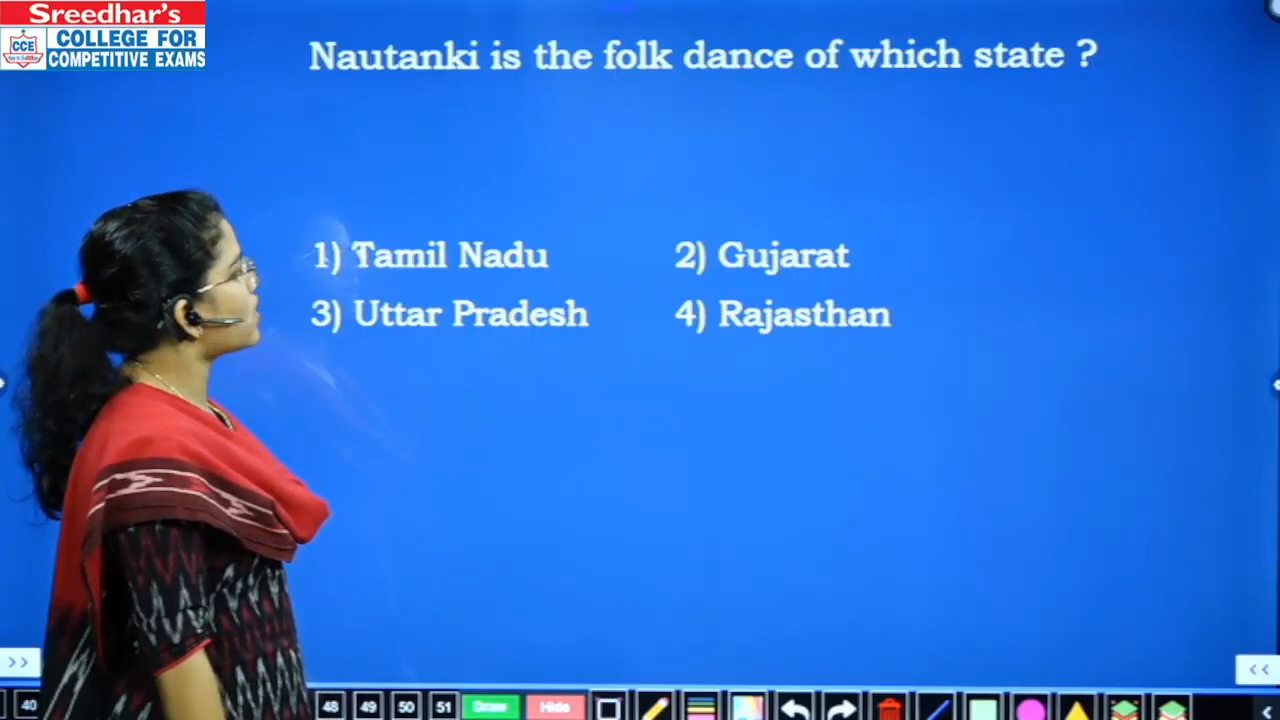 Sreedhar's
CCE
COLLEGE FOR
COMPETITIVE EXAMS
Nautanki is the folk dance of which state ?
1) Tamil Nadu 2) Gujarat
3) Uttar Pradesh 4) Rajasthan
>> <<
40 48 49 50 51 Draw Hide